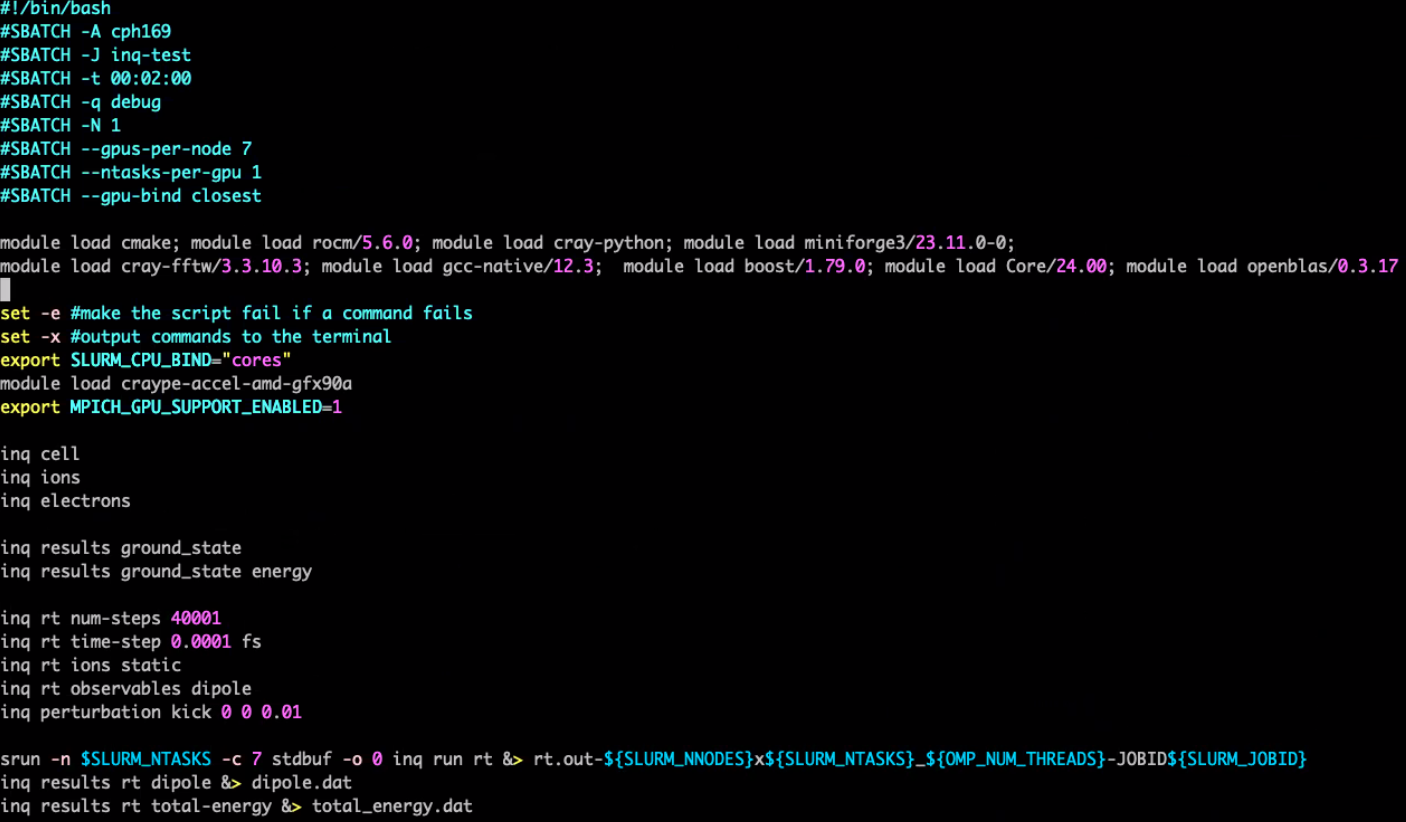 #!/bin/bash
#SBATCH -A cph169
#SBATCH -J inq-test
#SBATCH -t 00:02:00
#SBATCH -q debug
#SBATCH -N 1
#SBATCH --gpus-per-node 7
#SBATCH --ntasks-per-gpu 1
#SBATCH --gpu-bind closest
module load cmake; module load rocm/5.6.0; module load cray-python; module load miniforge3/23.11.0-0;
module load cray-fftw/3.3.10.3; module load gcc-native/12.3;  module load boost/1.79.0; module load Core/24.00; module load openblas/0.3.17
set -e #make the script fail if a command fails
set -x #output commands to the terminal
export SLURM_CPU_BIND="cores"
module load craype-accel-amd-gfx90a
export MPICH_GPU_SUPPORT_ENABLED=1
inq cell
inq ions
inq electrons
inq results ground_state
inq results ground_state energy
inq rt num-steps 40001
inq rt time-step 0.0001 fs
inq rt ions static
inq rt observables dipole
inq perturbation kick 0 0 0.01
srun -n $SLURM_NTASKS -c 7 stdbuf -o 0 inq run rt &> rt.out-${SLURM_NNODES}x${SLURM_NTASKS}_${OMP_NUM_THREADS}-JOBID${SLURM_JOBID}
inq results rt dipole &> dipole.dat
inq results rt total-energy &> total_energy.dat